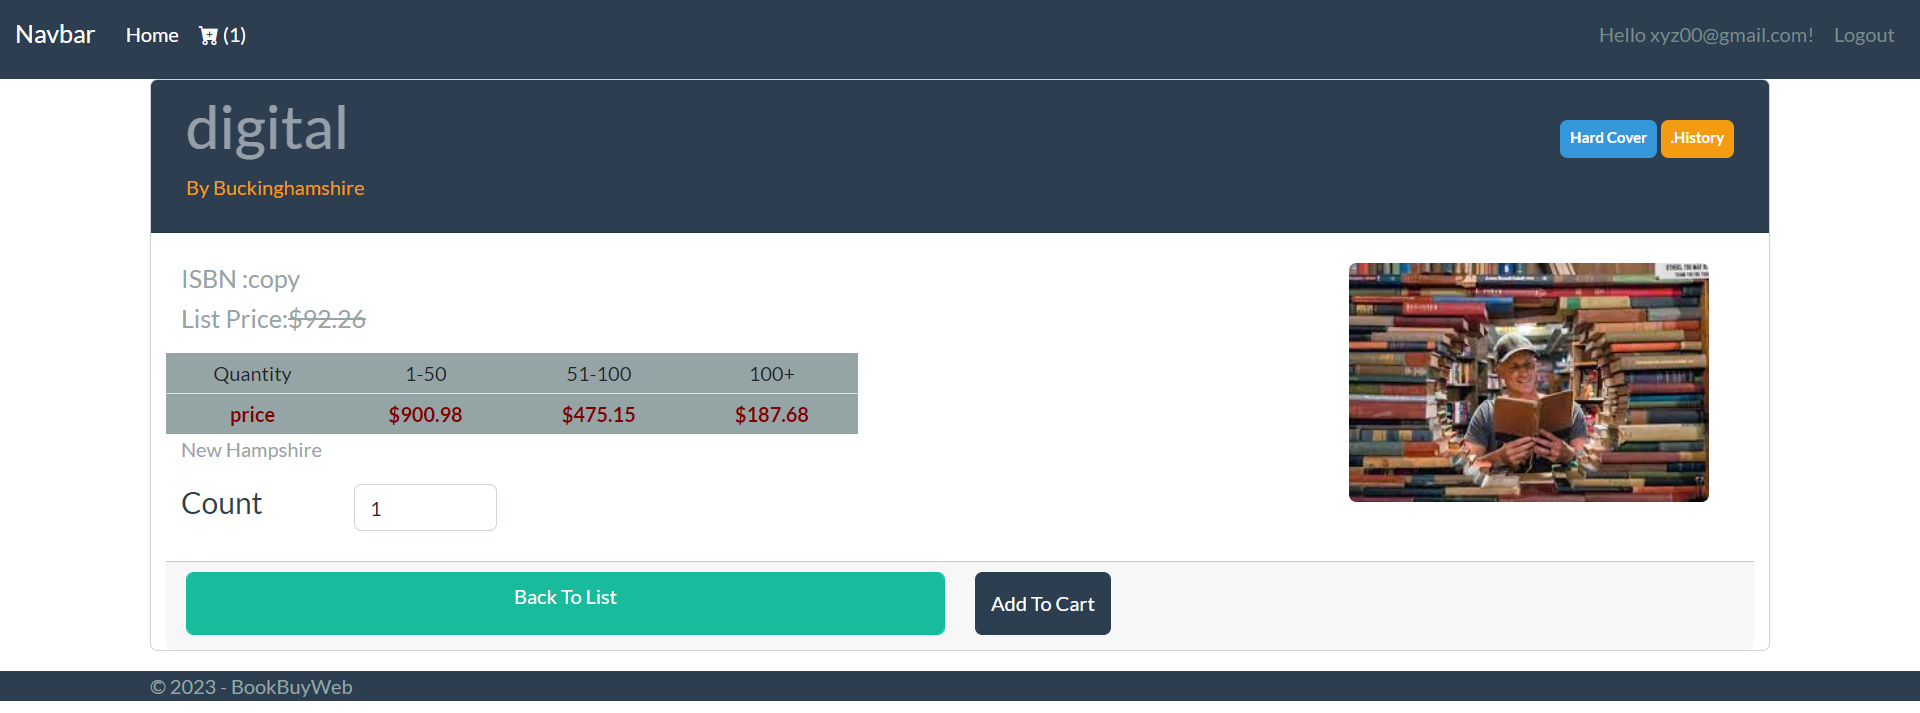 Navbar Home (1) Hello xyz00@gmail.com! Logout
digital
Hard Cover .History
By Buckinghamshire
ISBN :copy
List Price:$92.26
Quantity 1-50 51-100 100+
price $900.98 $475.15 $187.68
New Hampshire
Count 1
Back To List Add To Cart
© 2023 - BookBuyWeb